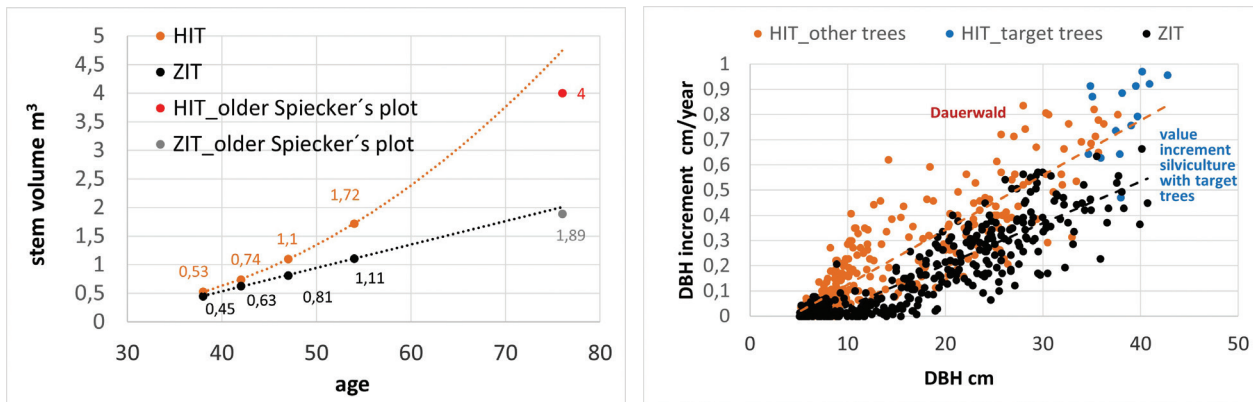 HIT
ZIT
HIT_older Spiecker´s plot
ZIT_older Spiecker´s plot
stem volume m³
5
4,5
4
3,5
3
2,5
2
1,5
1
0,5
0
4
1,72
1,89
1,1
0,74
0,53
1,11
0,81
0,63
0,45
30 40 50 60 70 80
age
HIT_other trees HIT_target trees ZIT
DBH increment cm/year
1
0,9
0,8
0,7
0,6
0,5
0,4
0,3
0,2
0,1
0
Dauerwald
value
increment
silviculture
with target
trees
0 10 20 30 40 50
DBH cm